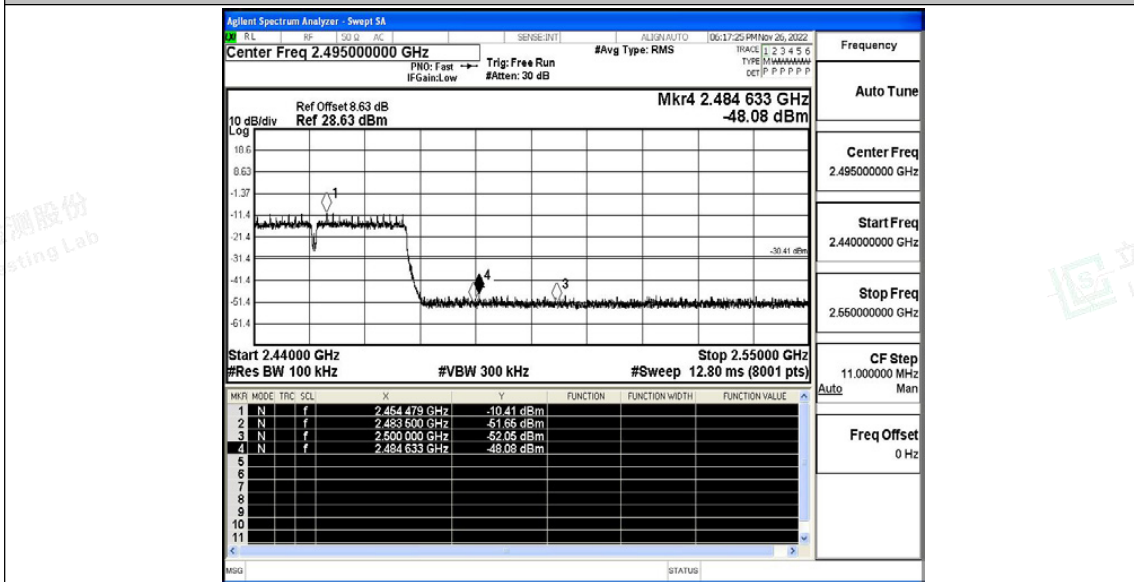 Agilent Spectrum Analyzer - Swept SA
RL RF 50 Ω AC SENSE:INT ALIGNAUTO 06:17:25 PM Nov 26, 2022
Center Freq 2.495000000 GHz
PNO: Fast
IFGain:Low
Trig: Free Run
#Atten: 30 dB
#Avg Type: RMS
TRACE 1 2 3 4 5 6
TYPE M
DET P P P P P P
Ref Offset 8.63 dB
10 dB/div Ref 28.63 dBm
Log
Mkr4 2.484 633 GHz
-48.08 dBm
18.6
8.63
-1.37
-11.4
-21.4
-31.4
-41.4
-51.4
-61.4
1
4
3
-30.41 dBm
Start 2.44000 GHz Stop 2.55000 GHz
#Res BW 100 kHz #VBW 300 kHz #Sweep 12.80 ms (8001 pts)
MKR MODE TRC SCL X Y FUNCTION FUNCTION WIDTH FUNCTION VALUE
1 N f 2.454 479 GHz -10.41 dBm
2 N f 2.483 500 GHz -51.65 dBm
3 N f 2.500 000 GHz -52.05 dBm
4 N f 2.484 633 GHz -48.08 dBm
5
6
7
8
9
10
11
MSG STATUS
Frequency
Auto Tune
Center Freq
2.495000000 GHz
Start Freq
2.440000000 GHz
Stop Freq
2.550000000 GHz
CF Step
11.000000 MHz
Auto Man
Freq Offset
0 Hz
测股份
sting Lab
立